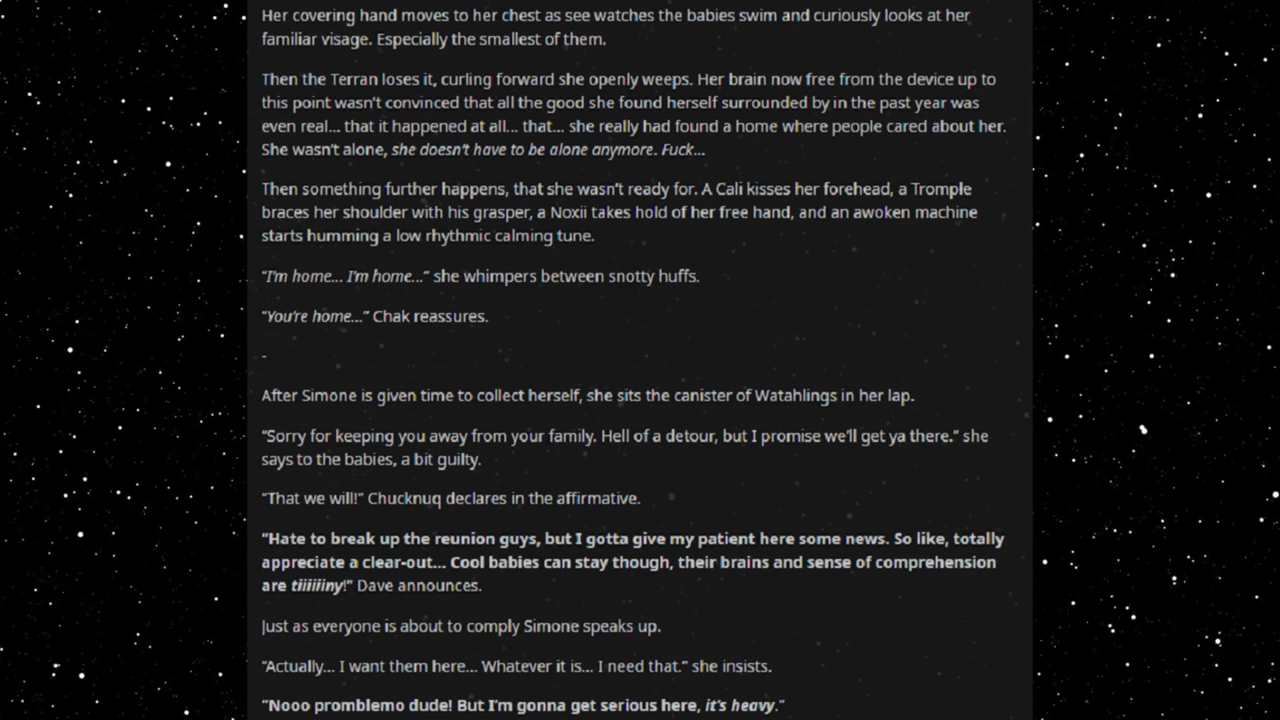 Her covering hand moves to her chest as see watches the babies swim and curiously looks at her
familiar visage. Especially the smallest of them.
Then the Terran loses it, curling forward she openly weeps. Her brain now free from the device up to
this point wasn't convinced that all the good she found herself surrounded by in the past year was
even real... that it happened at all... that... she really had found a home where people cared about her.
She wasn't alone, she doesn't have to be alone anymore. Fuck...
Then something further happens, that she wasn't ready for. A Cali kisses her forehead, a Tromple
braces her shoulder with his grasper, a Noxii takes hold of her free hand, and an awoken machine
starts humming a low rhythmic calming tune.
"I'm home... I'm home..." she whimpers between snotty huffs.
"You're home..." Chak reassures.
-
After Simone is given time to collect herself, she sits the canister of Watahlings in her lap.
"Sorry for keeping you away from your family. Hell of a detour, but I promise we'll get ya there." she
says to the babies, a bit guilty.
"That we will!" Chucknuq declares in the affirmative.
"Hate to break up the reunion guys, but I gotta give my patient here some news. So like, totally
appreciate a clear-out... Cool babies can stay though, their brains and sense of comprehension
are tiiiiiiny!" Dave announces.
Just as everyone is about to comply Simone speaks up.
"Actually... I want them here... Whatever it is... I need that." she insists.
"Nooo promblemo dude! But I'm gonna get serious here, it's heavy."